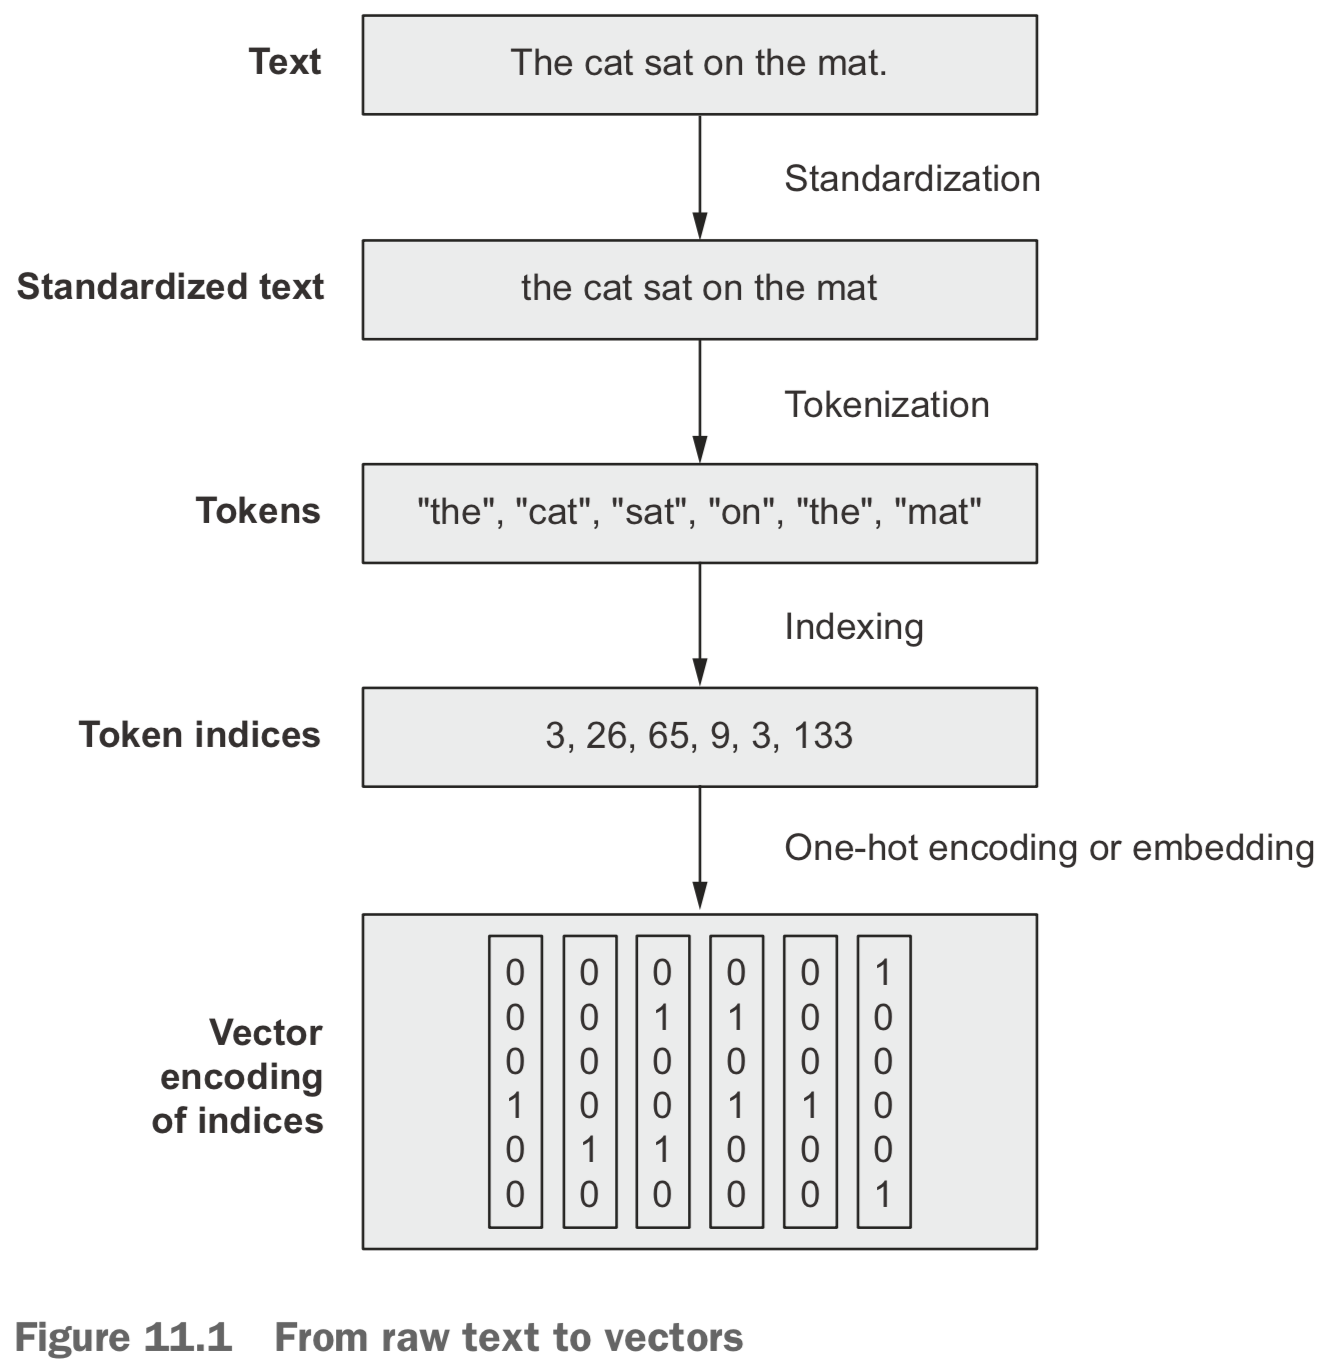 Text
The cat sat on the mat.
Standardization
Standardized text
the cat sat on the mat
Tokenization
Tokens
"the", "cat", "sat", "on", "the", "mat"
Indexing
Token indices
3, 26, 65, 9, 3, 133
One-hot encoding or embedding
Vector
encoding
of indices
0 0 0 0 0 1
0 0 1 1 0 0
0 0 0 0 0 0
1 0 0 1 1 0
0 1 1 0 0 0
0 0 0 0 0 1
Figure 11.1 From raw text to vectors